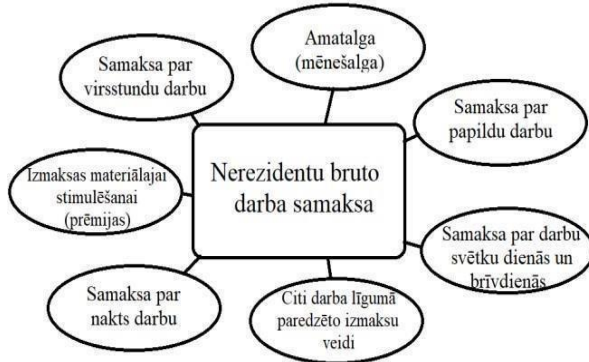 Amatalga
(mēnešalga)
Samaksa par
virsstundu darbu
Samaksa par
papildu darbu
Nerezidentu bruto
darba samaksa
Izmaksas materiālajai
stimulēšanai
(prēmijas)
Samaksa par darbu
svētku dienās un
brīvdienās
Samaksa par
nakts darbu
Citi darba līgumā
paredzēto izmaksu
veidi